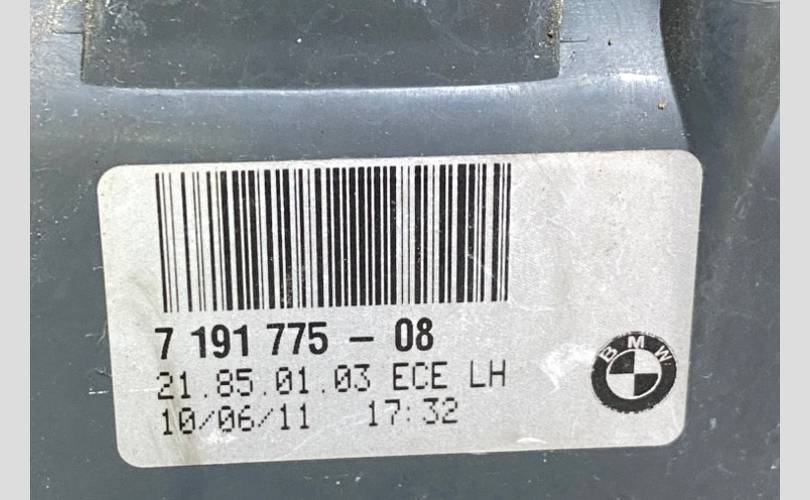 7 191 775 - 08
21.85.01.03 ECE LH
10/06/11 17:32
BMW